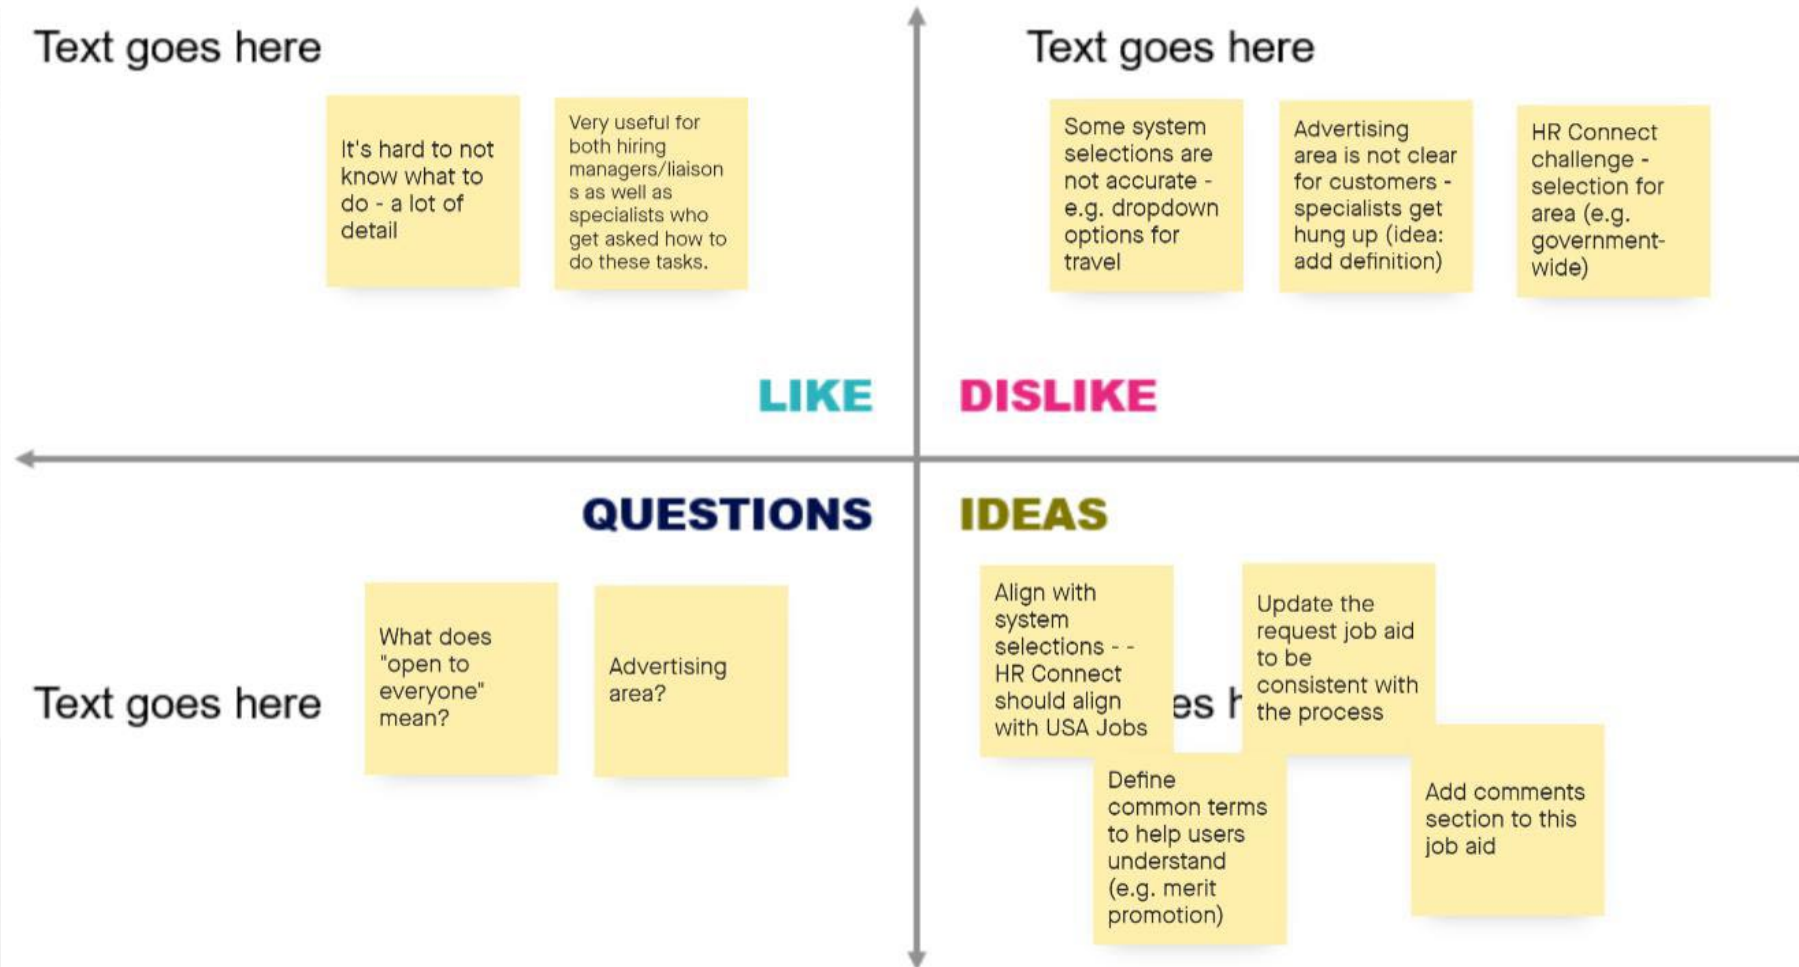 Text goes here
It's hard to not
know what to
do - a lot of
detail
Very useful for
both hiring
managers/liaison
s as well as
specialists who
get asked how to
do these tasks.
LIKE
Text goes here
Some system
selections are
not accurate -
e.g. dropdown
options for
travel
Advertising
area is not clear
for customers -
specialists get
hung up (idea:
add definition)
HR Connect
challenge -
selection for
area (e.g.
government-
wide)
DISLIKE
QUESTIONS
Text goes here
What does
"open to
everyone"
mean?
Advertising
area?
IDEAS
Align with
system
selections - -
HR Connect
should align
with USA Jobs
es h
Update the
request job aid
to be
consistent with
the process
Define
common terms
to help users
understand
(e.g. merit
promotion)
Add comments
section to this
job aid